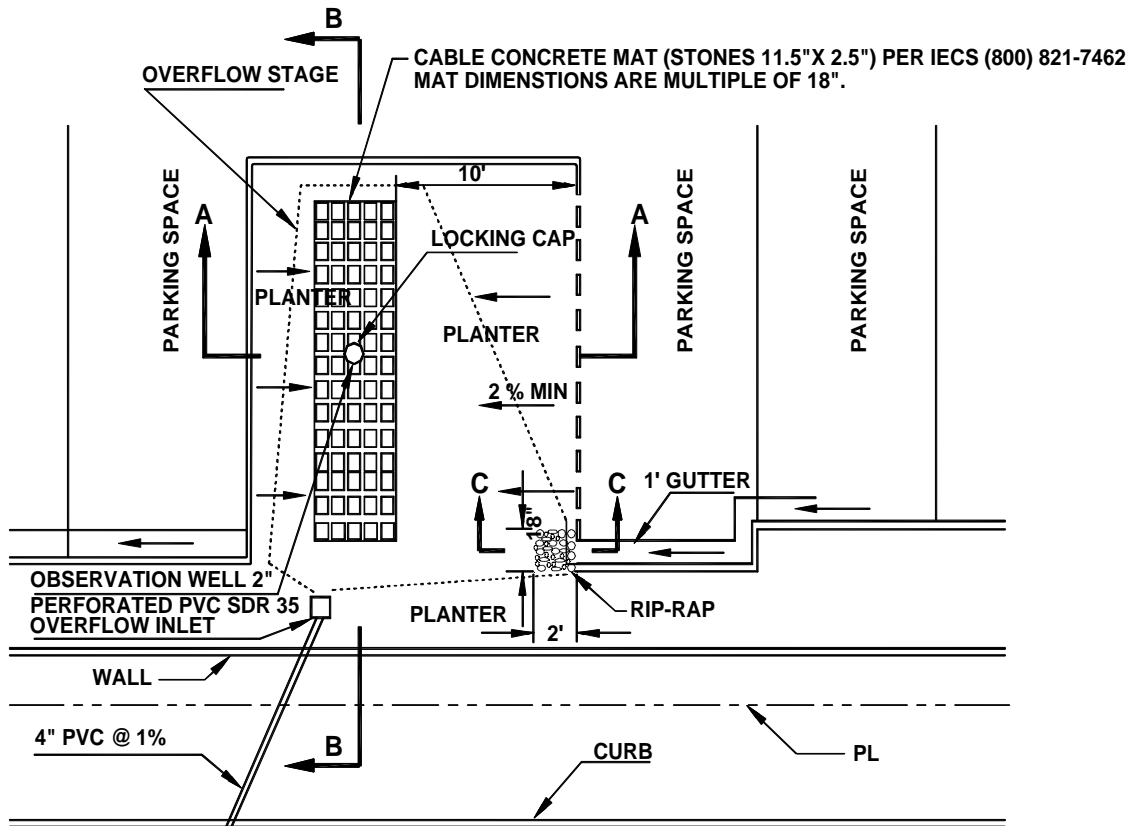 B
CABLE CONCRETE MAT (STONES 11.5"X 2.5") PER IECS (800) 821-7462
MAT DIMENSTIONS ARE MULTIPLE OF 18".
OVERFLOW STAGE
10'
PARKING SPACE
A
LOCKING CAP
A
PARKING SPACE
PARKING SPACE
PLANTER
PLANTER
2 % MIN
C
18"
C
1' GUTTER
OBSERVATION WELL 2"
PERFORATED PVC SDR 35
OVERFLOW INLET
PLANTER
RIP-RAP
2'
WALL
4" PVC @ 1%
B
CURB
PL